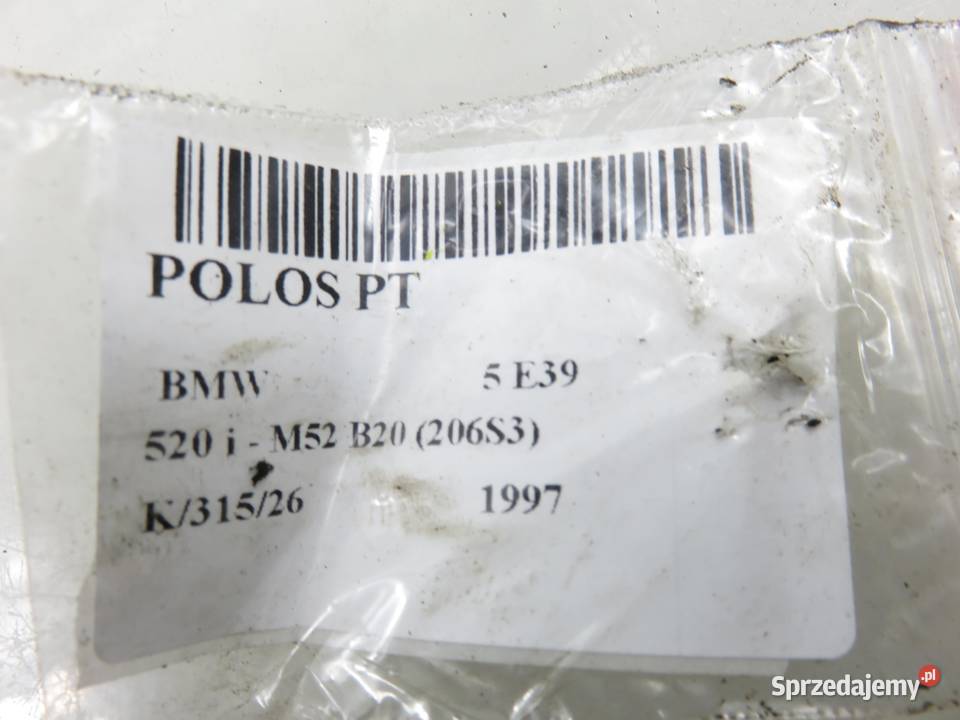 POLOS PT
BMW 5 E39
520 i - M52 B20 (206S3)
K/315/26 1997
Sprzedajemy.pl